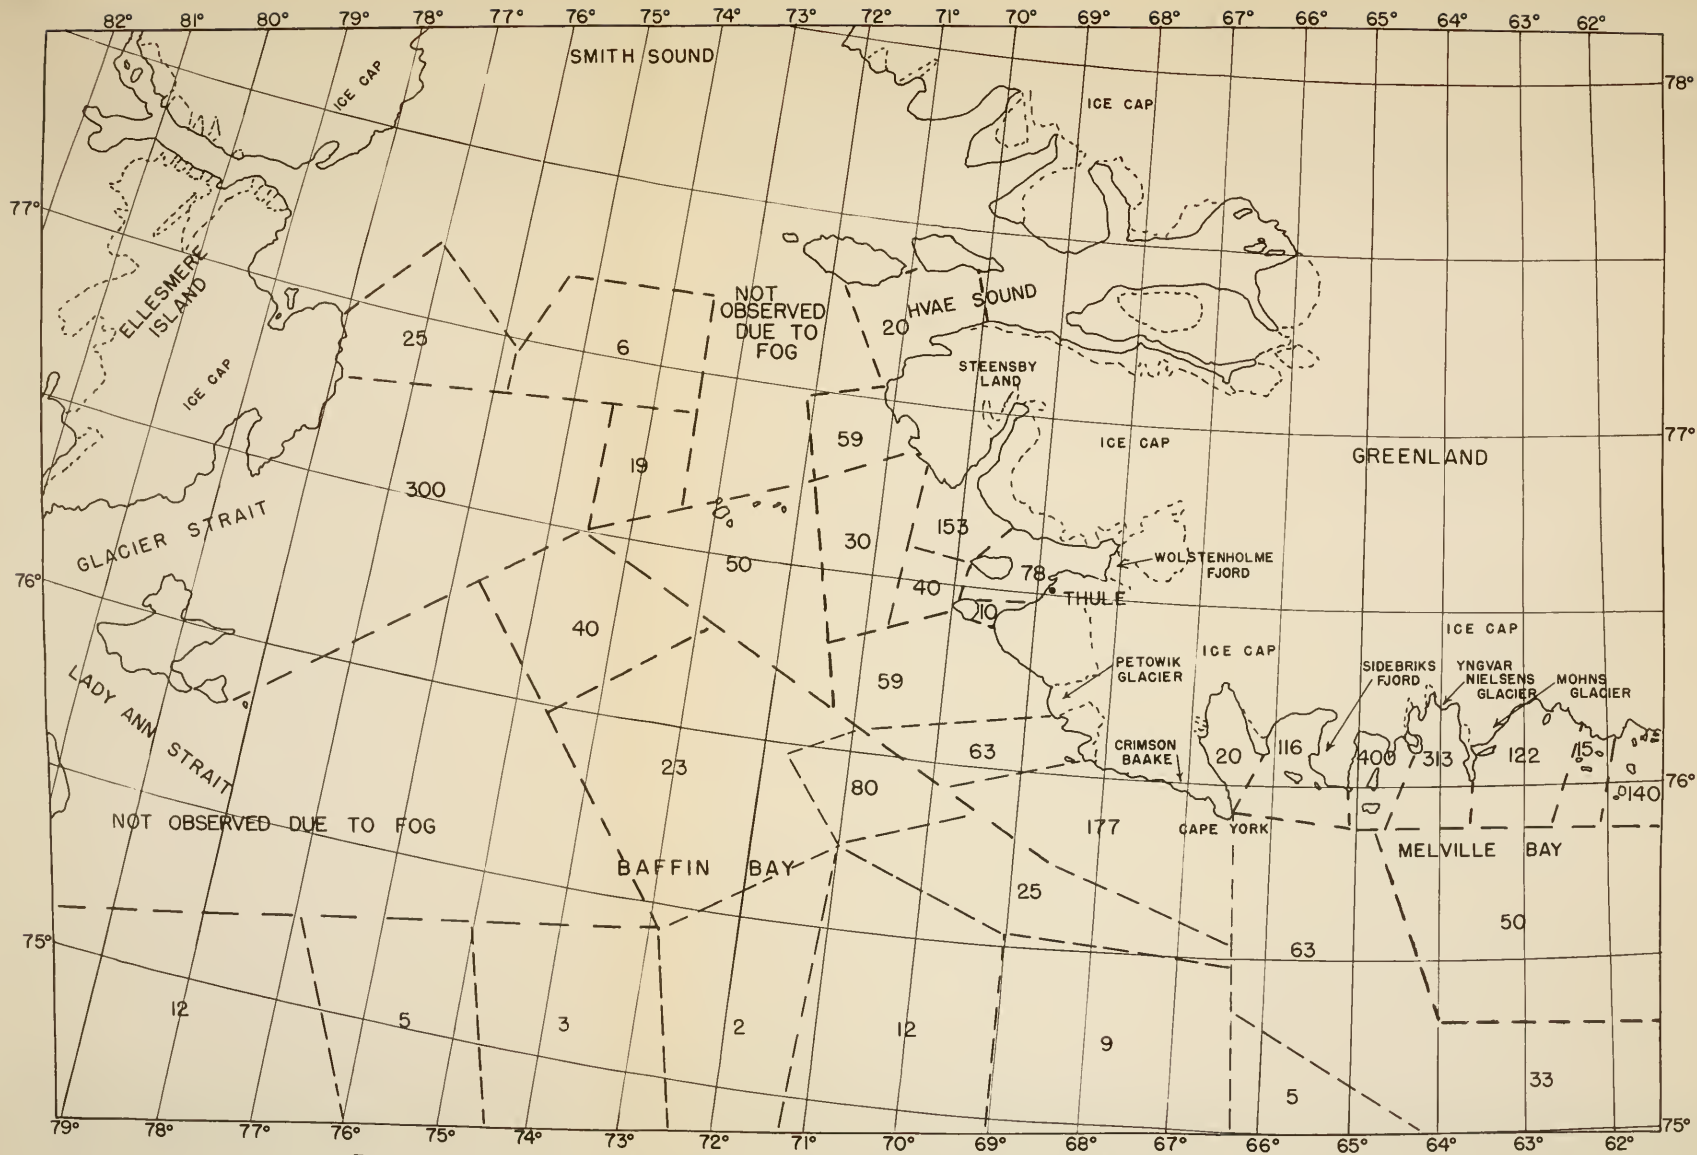 82° 81° 80° 79° 78° 77° 76° 75° 74° 73° 72° 71° 70° 69° 68° 67° 66° 65° 64° 63° 62°
SMITH SOUND
ICE CAP
ICE CAP
78°
77°
ELLESMERE
ISLAND
NOT
OBSERVED
DUE TO
FOG
HVAE SOUND
20
25
6
STEENSBY
LAND
ICE CAP
59
ICE CAP
77°
GREENLAND
19
300
GLACIER STRAIT
153
30
50
WOLSTENHOLME
FJORD
76°
78
40
THULE
10
40
ICE CAP
ICE CAP
PETOWIK
GLACIER
SIDEBRIKS
FJORD
YNGVAR
NIELSENS
GLACIER
MOHNS
GLACIER
59
LADY ANN STRAIT
63
CRIMSON
BAAKE
20
116
400
313
122
15
23
76°
80
140
NOT OBSERVED DUE TO FOG
177
CAPE YORK
MELVILLE BAY
BAFFIN BAY
25
50
75°
63
12
5
3
2
12
9
33
5
79° 78° 77° 76° 75° 74° 73° 72° 71° 70° 69° 68° 67° 66° 65° 64° 63° 62°
75°